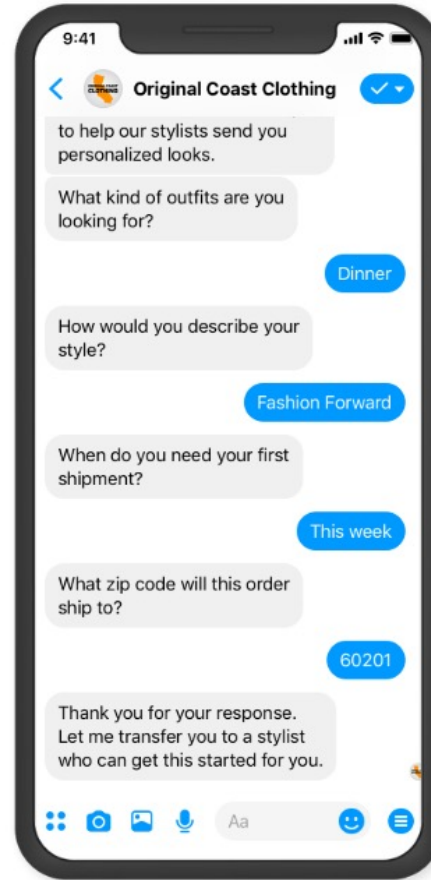 9:41
Original Coast Clothing
to help our stylists send you
personalized looks.
What kind of outfits are you
looking for?
Dinner
How would you describe your
style?
Fashion Forward
When do you need your first
shipment?
This week
What zip code will this order
ship to?
60201
Thank you for your response.
Let me transfer you to a stylist
who can get this started for you.
Aa